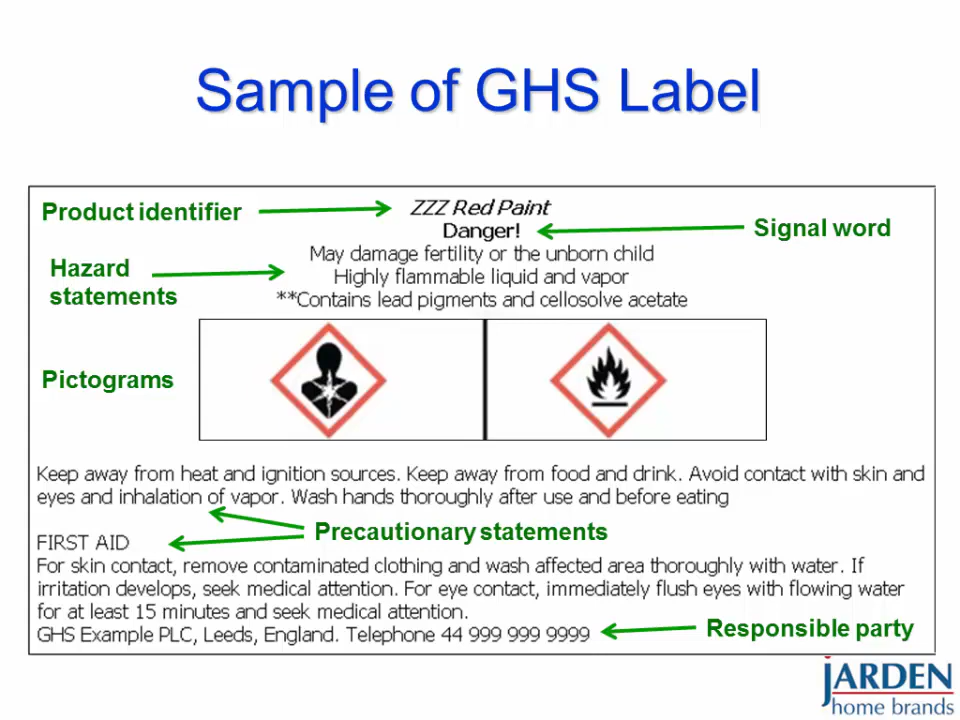 Sample of GHS Label
Product identifier
ZZZ Red Paint
Danger!
Signal word
May damage fertility or the unborn child
Hazard
statements
Highly flammable liquid and vapor
**Contains lead pigments and cellosolve acetate
Pictograms
Keep away from heat and ignition sources. Keep away from food and drink. Avoid contact with skin and
eyes and inhalation of vapor. Wash hands thoroughly after use and before eating
Precautionary statements
FIRST AID
For skin contact, remove contaminated clothing and wash affected area thoroughly with water. If
irritation develops, seek medical attention. For eye contact, immediately flush eyes with flowing water
for at least 15 minutes and seek medical attention.
GHS Example PLC, Leeds, England. Telephone 44 999 999 9999
Responsible party
JARDEN
home brands